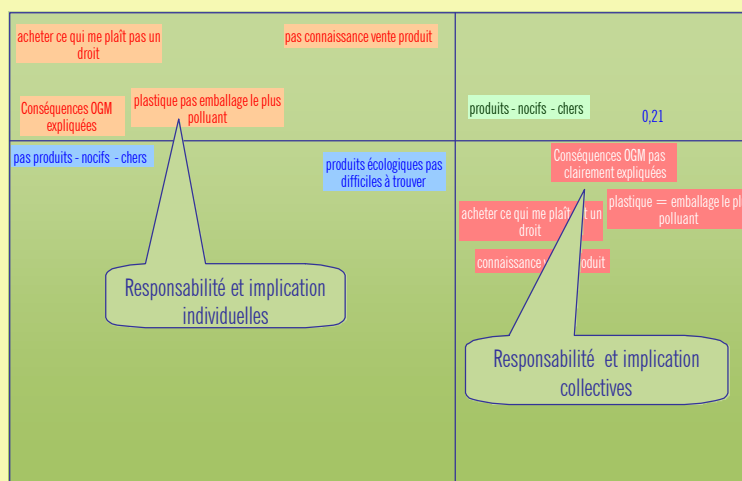 acheter ce qui me plaît pas un
droit
pas connaissance vente produit
Conséquences OGM
expliquées
plastique pas emballage le plus
polluant
produits - nocifs - chers
0,21
pas produits - nocifs - chers
produits écologiques pas
difficiles à trouver
Conséquences OGM pas
clairement expliquées
acheter ce qui me plaît un
droit
plastique = emballage le
polluant
connaissance
Responsabilité et implication
individuelles
Responsabilité et implication
collectives